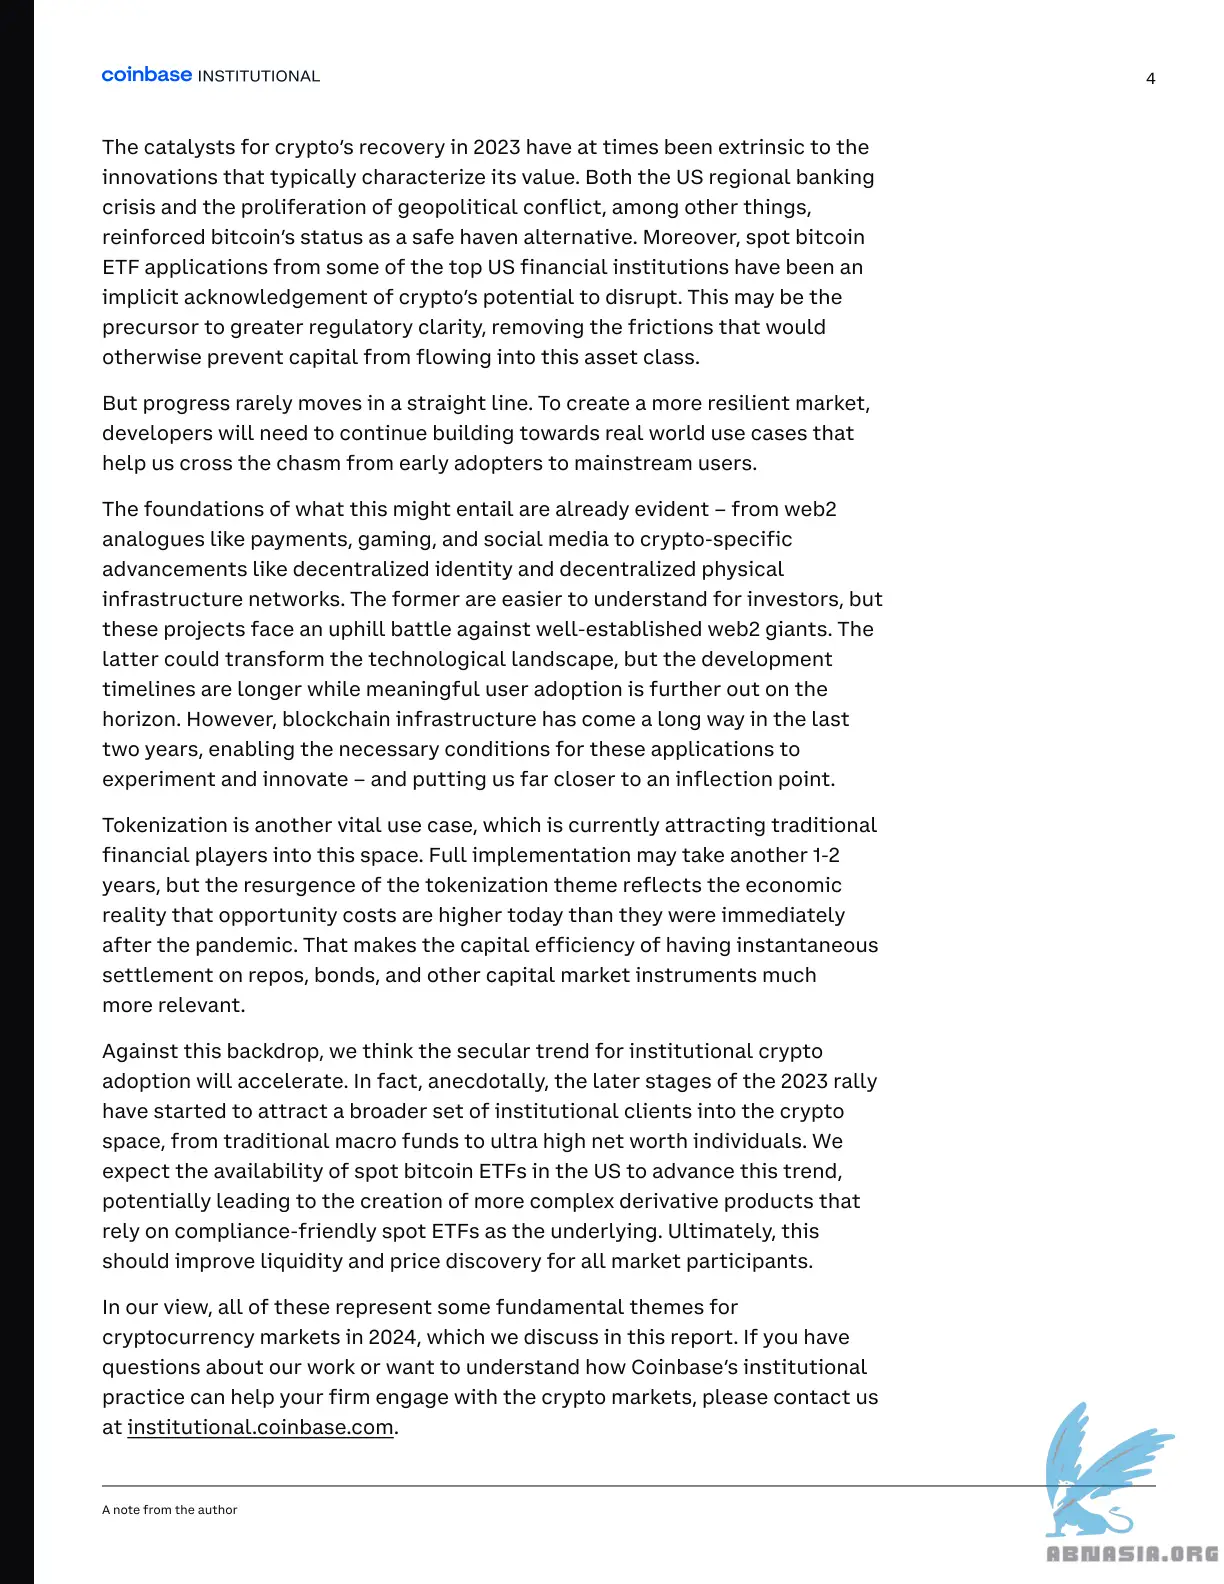 coinbase INSTITUTIONAL
4
The catalysts for crypto’s recovery in 2023 have at times been extrinsic to the
innovations that typically characterize its value. Both the US regional banking
crisis and the proliferation of geopolitical conflict, among other things,
reinforced bitcoin’s status as a safe haven alternative. Moreover, spot bitcoin
ETF applications from some of the top US financial institutions have been an
implicit acknowledgement of crypto’s potential to disrupt. This may be the
precursor to greater regulatory clarity, removing the frictions that would
otherwise prevent capital from flowing into this asset class.
But progress rarely moves in a straight line. To create a more resilient market,
developers will need to continue building towards real world use cases that
help us cross the chasm from early adopters to mainstream users.
The foundations of what this might entail are already evident – from web2
analogues like payments, gaming, and social media to crypto-specific
advancements like decentralized identity and decentralized physical
infrastructure networks. The former are easier to understand for investors, but
these projects face an uphill battle against well-established web2 giants. The
latter could transform the technological landscape, but the development
timelines are longer while meaningful user adoption is further out on the
horizon. However, blockchain infrastructure has come a long way in the last
two years, enabling the necessary conditions for these applications to
experiment and innovate – and putting us far closer to an inflection point.
Tokenization is another vital use case, which is currently attracting traditional
financial players into this space. Full implementation may take another 1-2
years, but the resurgence of the tokenization theme reflects the economic
reality that opportunity costs are higher today than they were immediately
after the pandemic. That makes the capital efficiency of having instantaneous
settlement on repos, bonds, and other capital market instruments much
more relevant.
Against this backdrop, we think the secular trend for institutional crypto
adoption will accelerate. In fact, anecdotally, the later stages of the 2023 rally
have started to attract a broader set of institutional clients into the crypto
space, from traditional macro funds to ultra high net worth individuals. We
expect the availability of spot bitcoin ETFs in the US to advance this trend,
potentially leading to the creation of more complex derivative products that
rely on compliance-friendly spot ETFs as the underlying. Ultimately, this
should improve liquidity and price discovery for all market participants.
In our view, all of these represent some fundamental themes for
cryptocurrency markets in 2024, which we discuss in this report. If you have
questions about our work or want to understand how Coinbase’s institutional
practice can help your firm engage with the crypto markets, please contact us
at institutional.coinbase.com.
A note from the author
ABNASIA.ORG